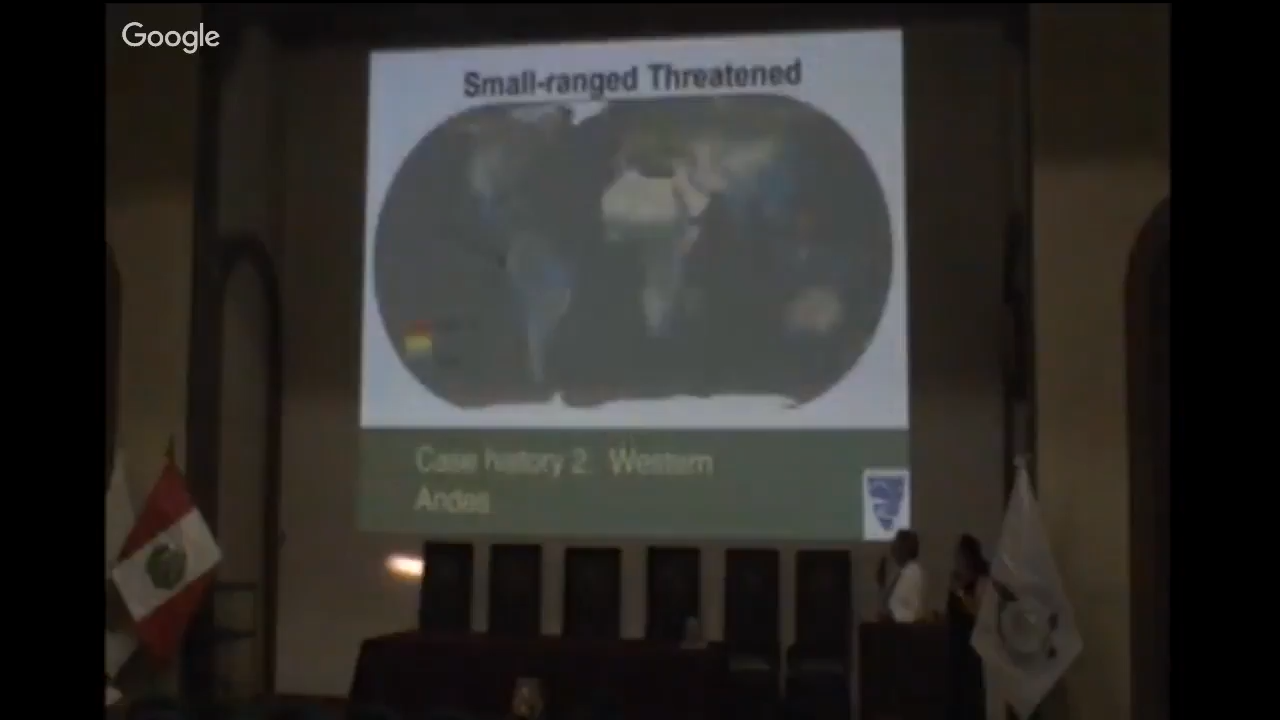 Google
Small-ranged Threatened
Case history 2. Western
Andes